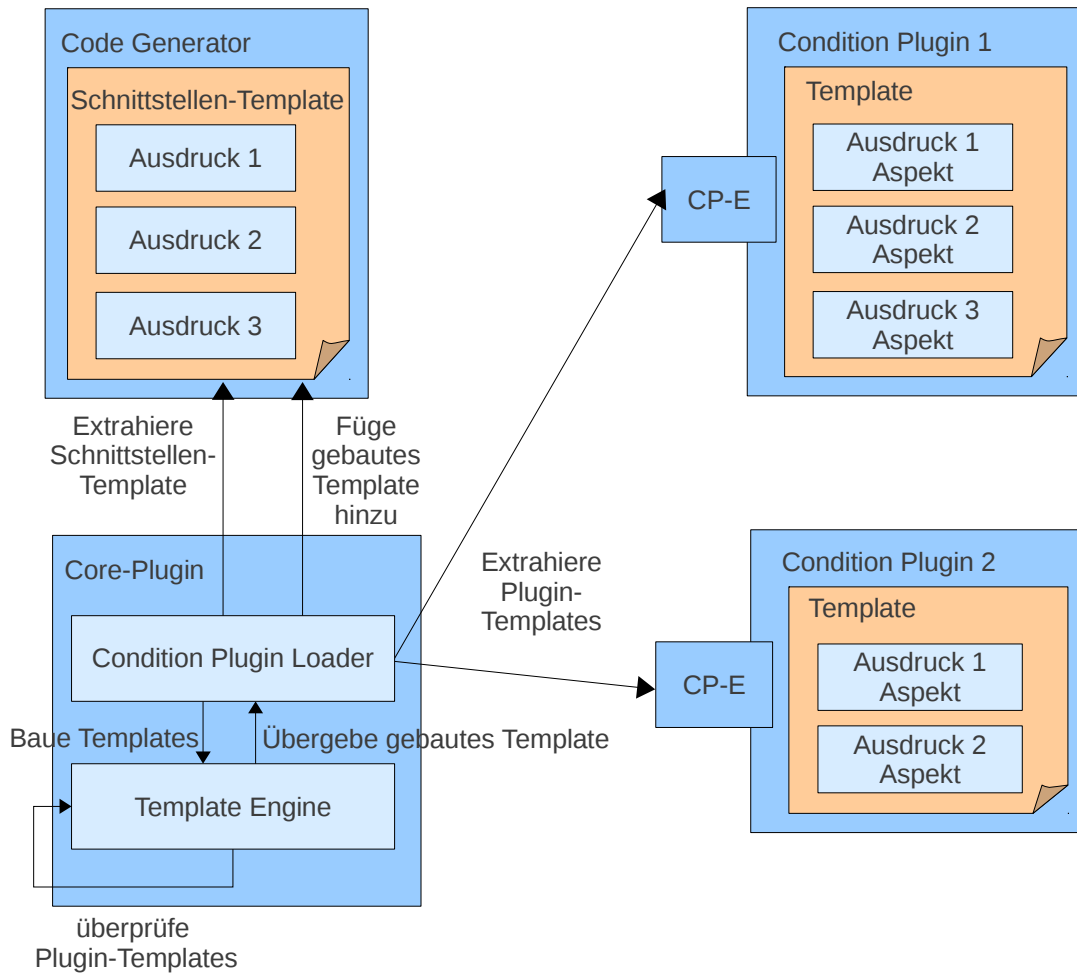 Code Generator
Schnittstellen-Template
Ausdruck 1
Ausdruck 2
Ausdruck 3
Condition Plugin 1
Template
Ausdruck 1
Aspekt
Ausdruck 2
Aspekt
Ausdruck 3
Aspekt
CP-E
Extrahiere
Schnittstellen-
Template
Füge
gebautes
Template
hinzu
Extrahiere
Plugin-
Templates
Core-Plugin
Condition Plugin Loader
Baue Templates
Übergebe gebautes Template
Template Engine
überprüfe
Plugin-Templates
Condition Plugin 2
Template
CP-E
Ausdruck 1
Aspekt
Ausdruck 2
Aspekt